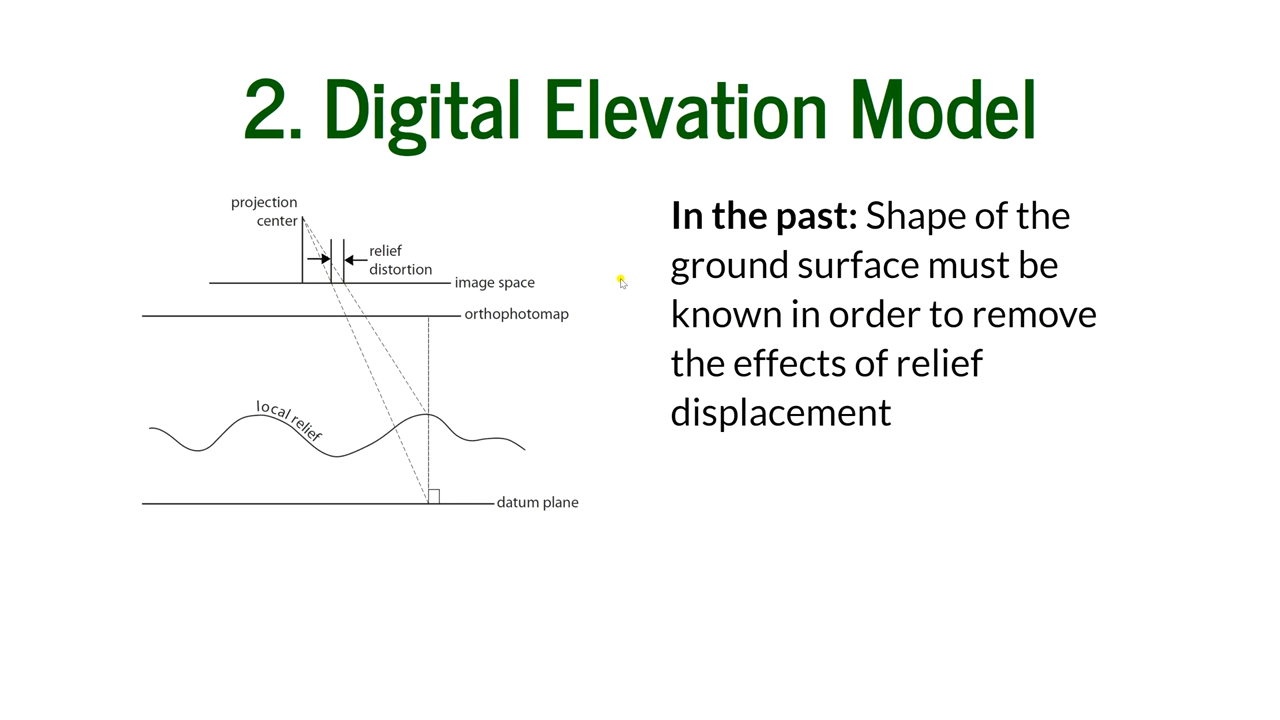 2. Digital Elevation Model
projection
center
relief
distortion
image space
orthophotomap
local relief
datum plane
In the past: Shape of the
ground surface must be
known in order to remove
the effects of relief
displacement